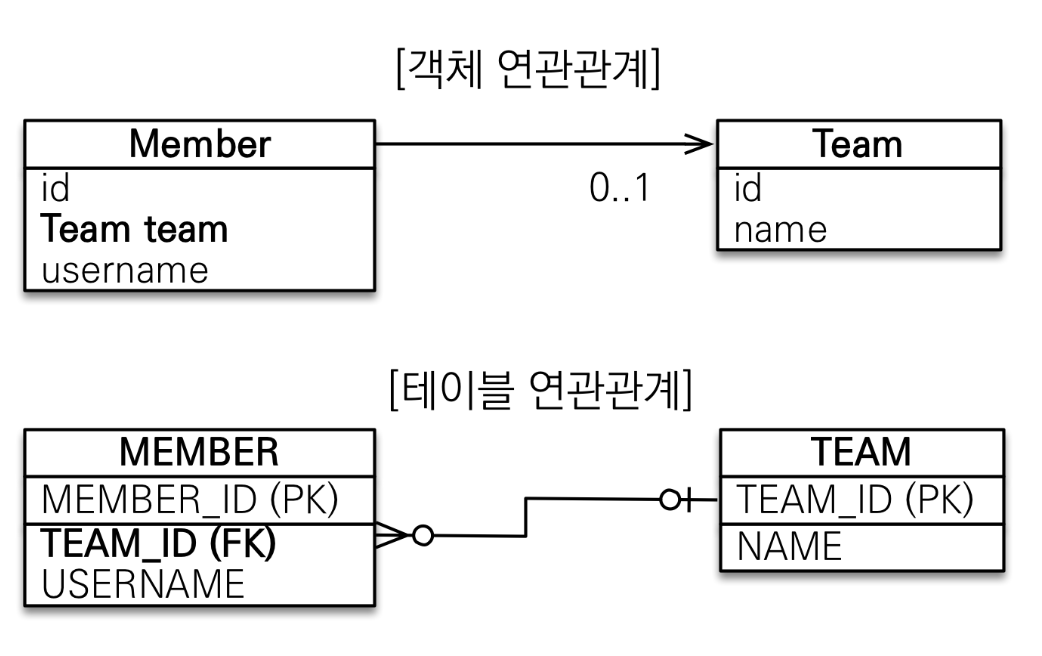 [객체 연관관계]
Member
id
Team team
username
0..1
Team
id
name
[테이블 연관관계]
MEMBER
MEMBER_ID (PK)
TEAM_ID (FK)
USERNAME
TEAM
TEAM_ID (PK)
NAME